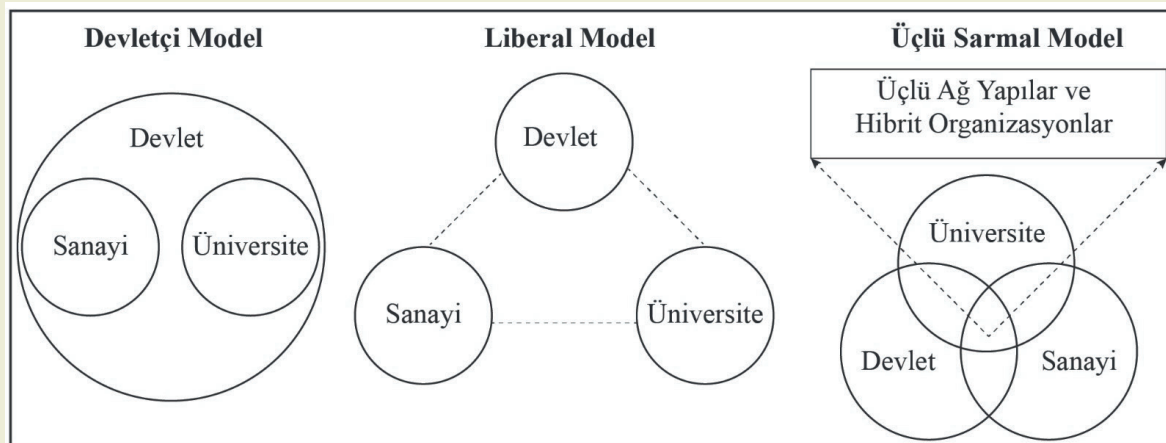 Devletçi Model
Devlet
Sanayi
Üniversite
Liberal Model
Devlet
Sanayi
Üniversite
Üçlü Sarmal Model
Üçlü Ağ Yapılar ve
Hibrit Organizasyonlar
Üniversite
Devlet
Sanayi